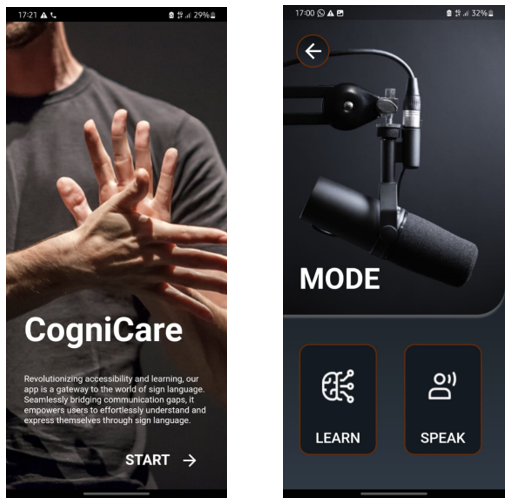 17:21
29%
CogniCare
Revolutionizing accessibility and learning, our
app is a gateway to the world of sign language.
Seamlessly bridging communication gaps, it
empowers users to effortlessly understand and
express themselves through sign language.
START
17:00
32%
MODE
LEARN
SPEAK